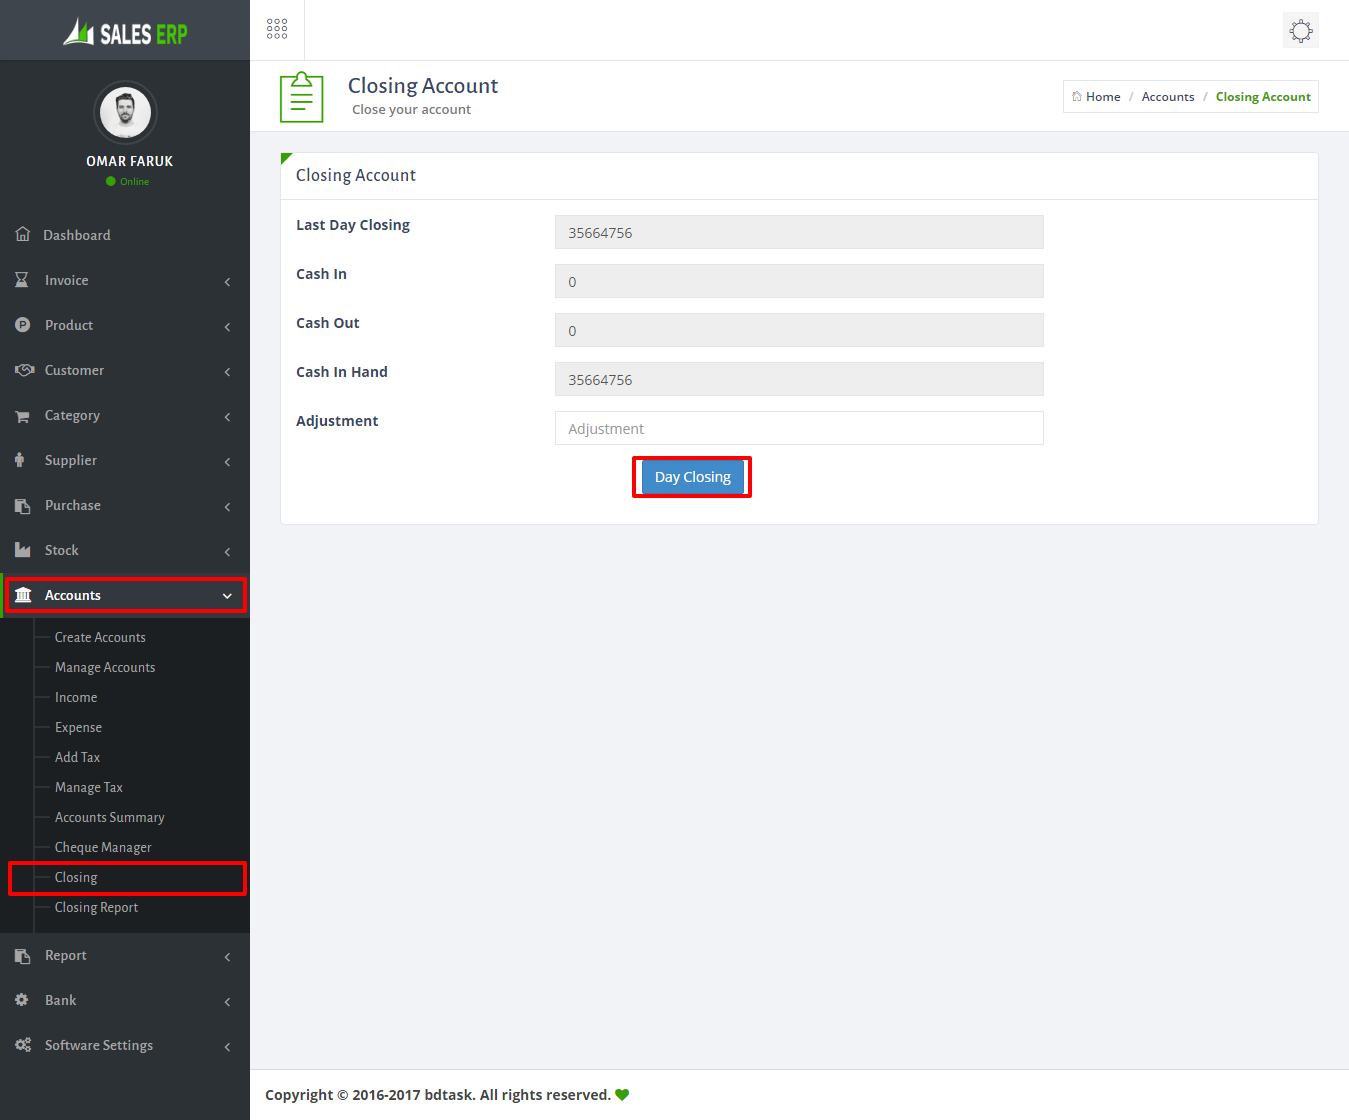 SALES ERP
OMAR FARUK
Online
Dashboard
Invoice
Product
Customer
Category
Supplier
Purchase
Stock
Accounts
Create Accounts
Manage Accounts
Income
Expense
Add Tax
Manage Tax
Accounts Summary
Cheque Manager
Closing
Closing Report
Report
Bank
Software Settings
Closing Account
Close your account
Home / Accounts / Closing Account
Closing Account
Last Day Closing 35664756
Cash In 0
Cash Out 0
Cash In Hand 35664756
Adjustment Adjustment
Day Closing
Copyright © 2016-2017 bdtask. All rights reserved.